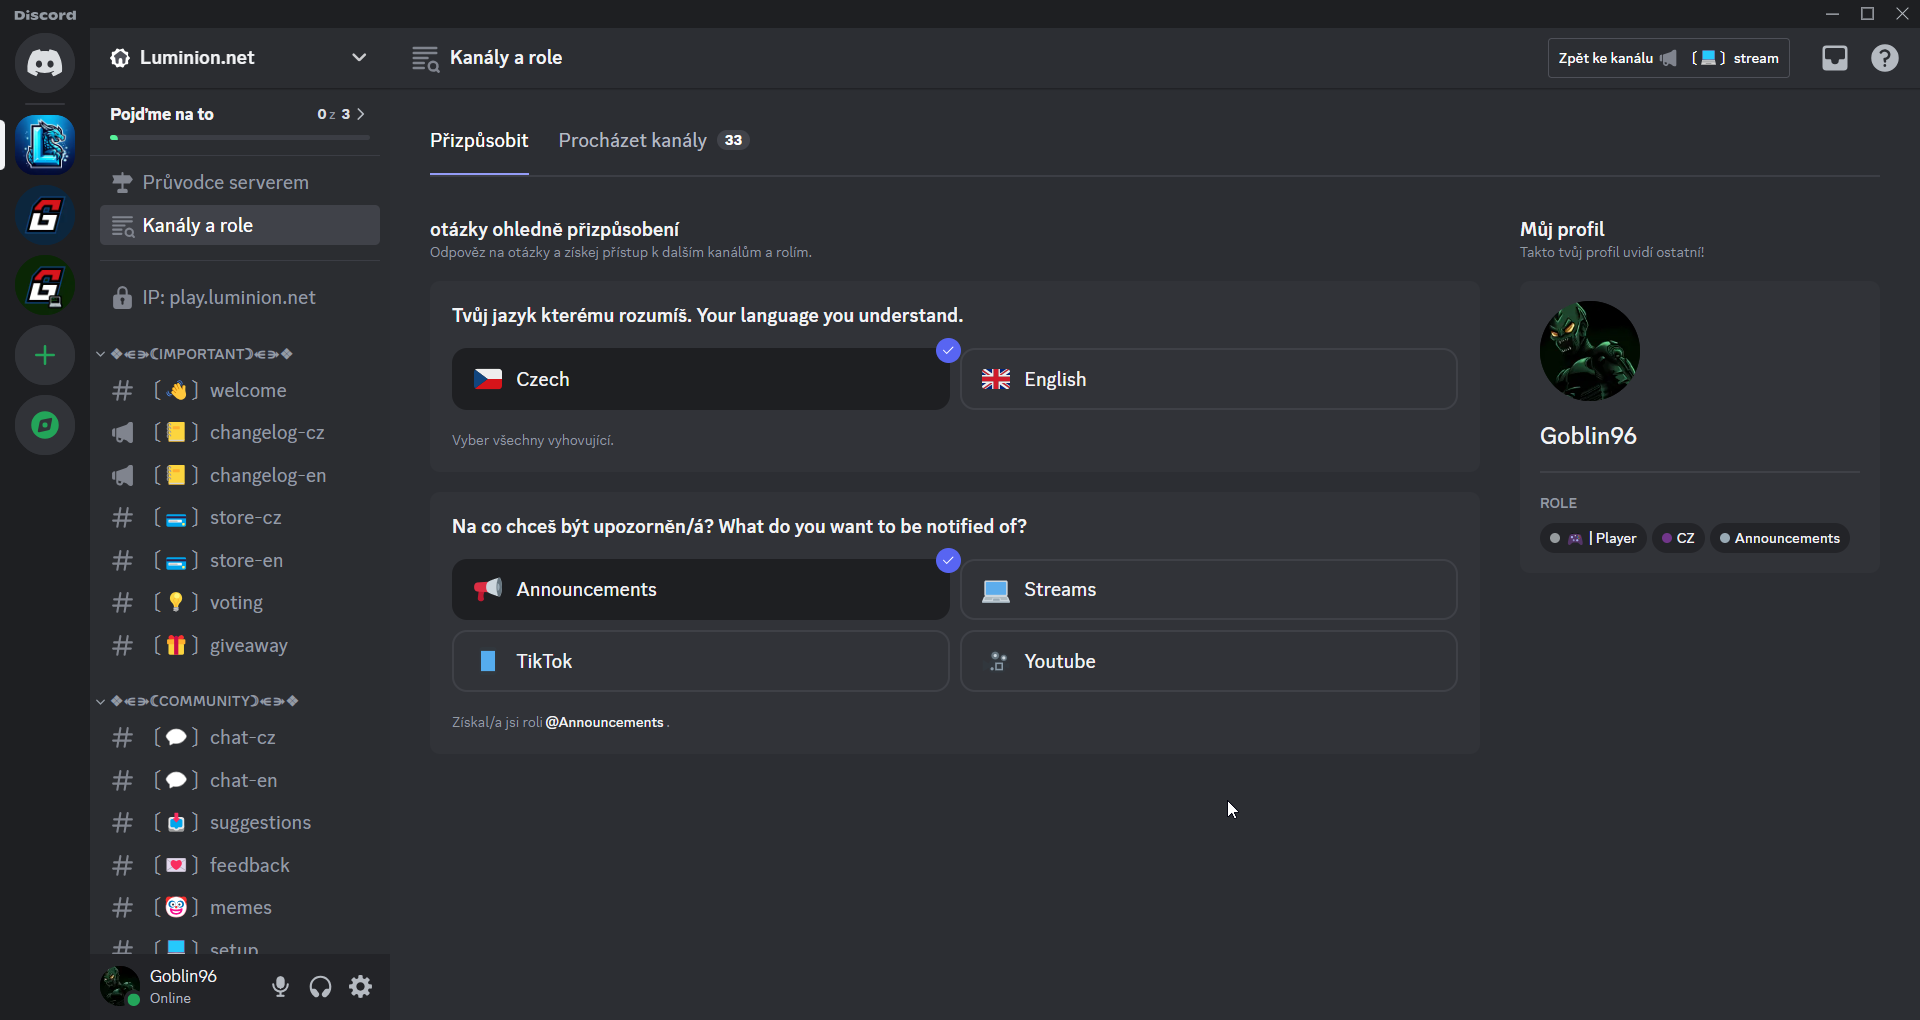 Discord
Luminion.net
Kanály a role
Zpět ke kanálu 📢 〔💻〕 stream
Pojďme na to 0 z 3
Průvodce serverem
Kanály a role
IP: play.luminion.net
❖⋲⋺☾IMPORTANT☽⋲⋺❖
〔👋〕 welcome
〔📒〕 changelog-cz
〔📒〕 changelog-en
〔💳〕 store-cz
〔💳〕 store-en
〔💡〕 voting
〔🎁〕 giveaway
❖⋲⋺☾COMMUNITY☽⋲⋺❖
〔💬〕 chat-cz
〔💬〕 chat-en
〔📩〕 suggestions
〔💌〕 feedback
〔🤡〕 memes
〔💻〕 setup
Goblin96
Online
Přizpůsobit
Procházet kanály 33
otázky ohledně přizpůsobení
Odpověz na otázky a získej přístup k dalším kanálům a rolím.
Tvůj jazyk kterému rozumíš. Your language you understand.
Czech
English
Vyber všechny vyhovující.
Na co chceš být upozorněn/á? What do you want to be notified of?
Announcements
Streams
TikTok
Youtube
Získal/a jsi roli @Announcements .
Můj profil
Takto tvůj profil uvidí ostatní!
Goblin96
ROLE
🎮 | Player
CZ
Announcements